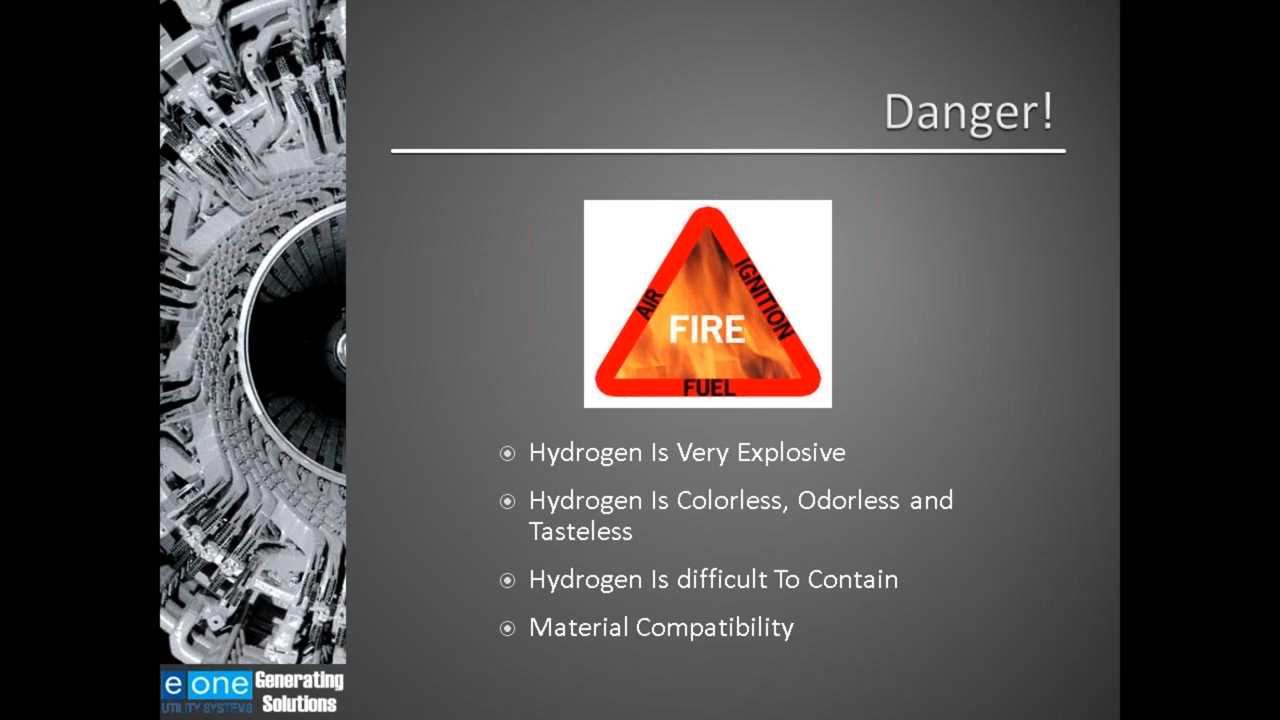 Danger!
AIR
IGNITION
FIRE
FUEL
Hydrogen Is Very Explosive
Hydrogen Is Colorless, Odorless and
Tasteless
Hydrogen Is difficult To Contain
Material Compatibility
e one
UTILITY SYSTEMS
Generating
Solutions